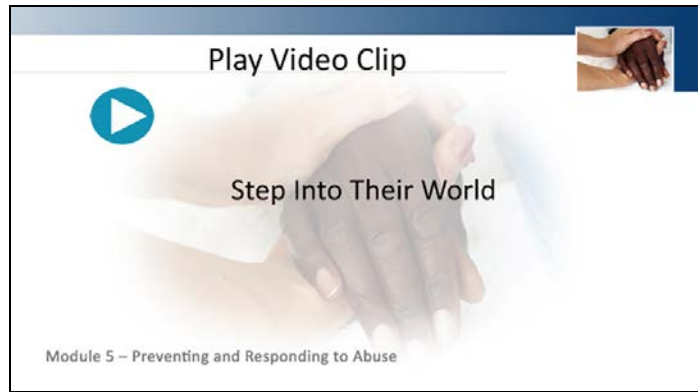 Play Video Clip
Step Into Their World
Module 5 – Preventing and Responding to Abuse